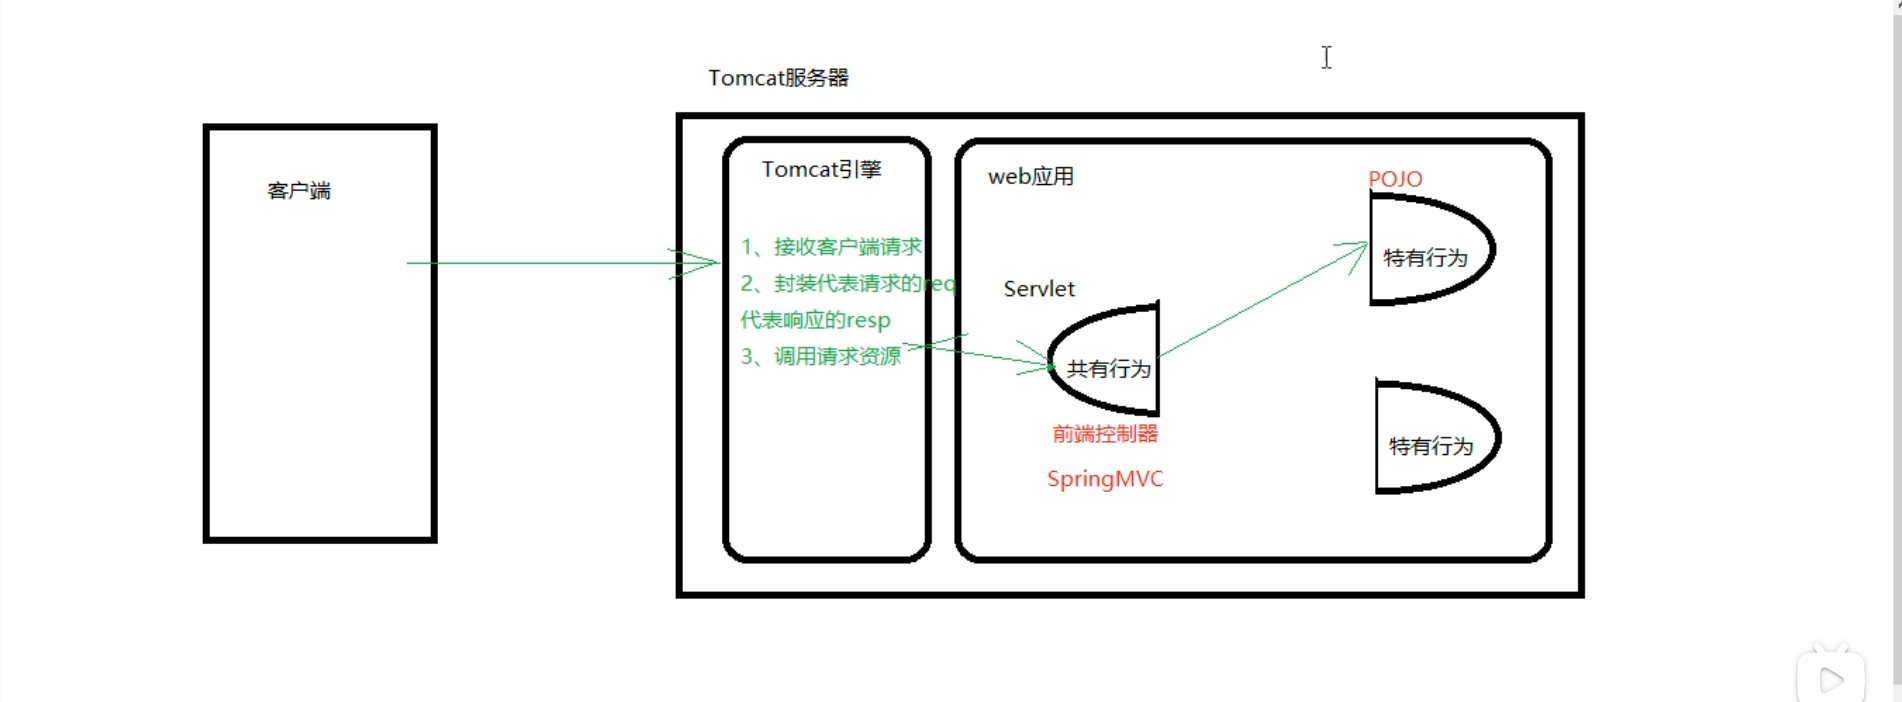 Tomcat服务器
客户端
Tomcat引擎
1、接收客户端请求
2、封装代表请求的req
代表响应的resp
3、调用请求资源
web应用
Servlet
共有行为
前端控制器
SpringMVC
POJO
特有行为
特有行为